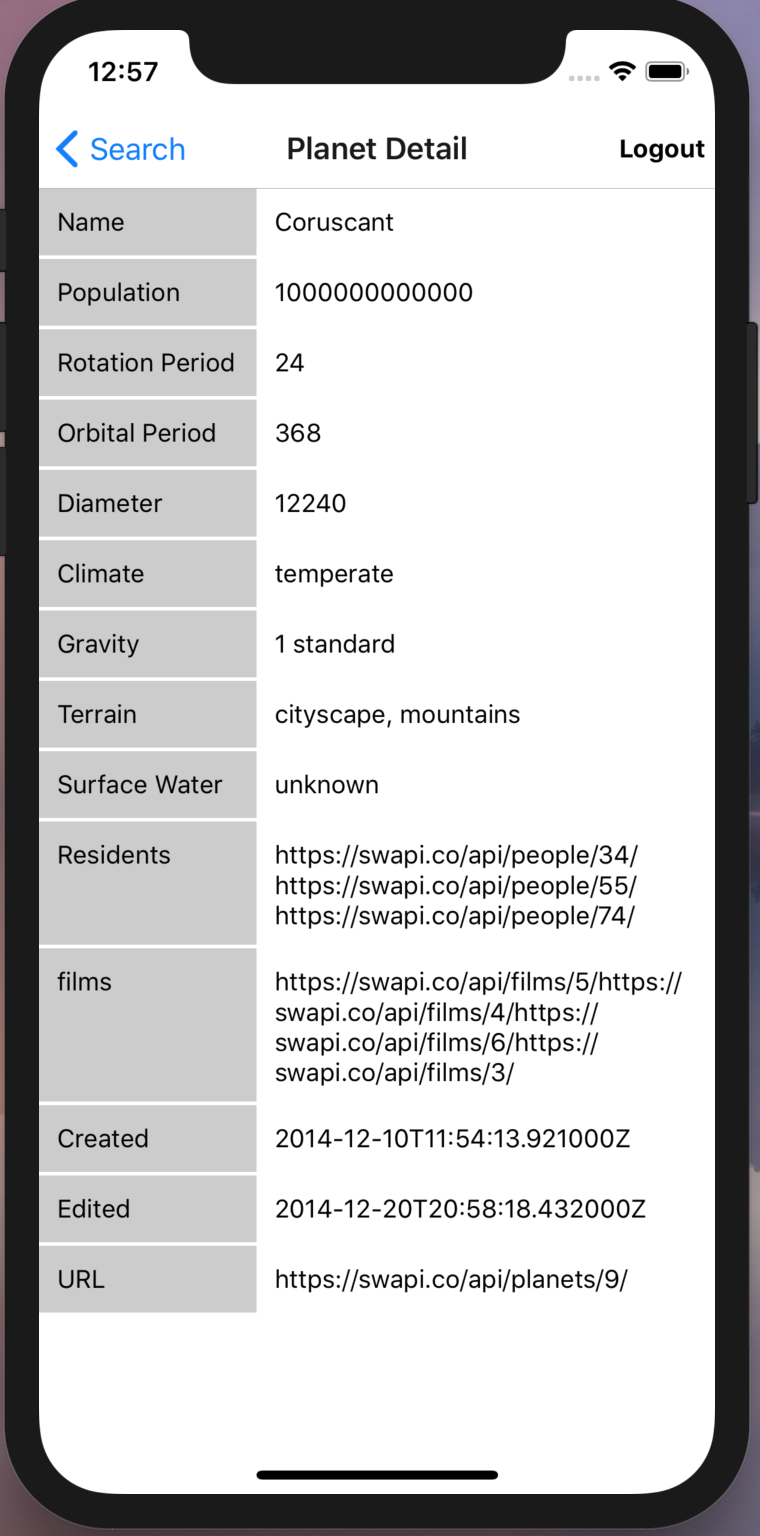 12:57
Search Planet Detail Logout
Name Coruscant
Population 1000000000000
Rotation Period 24
Orbital Period 368
Diameter 12240
Climate temperate
Gravity 1 standard
Terrain cityscape, mountains
Surface Water unknown
Residents https://swapi.co/api/people/34/
https://swapi.co/api/people/55/
https://swapi.co/api/people/74/
films https://swapi.co/api/films/5/https://
swapi.co/api/films/4/https://
swapi.co/api/films/6/https://
swapi.co/api/films/3/
Created 2014-12-10T11:54:13.921000Z
Edited 2014-12-20T20:58:18.432000Z
URL https://swapi.co/api/planets/9/